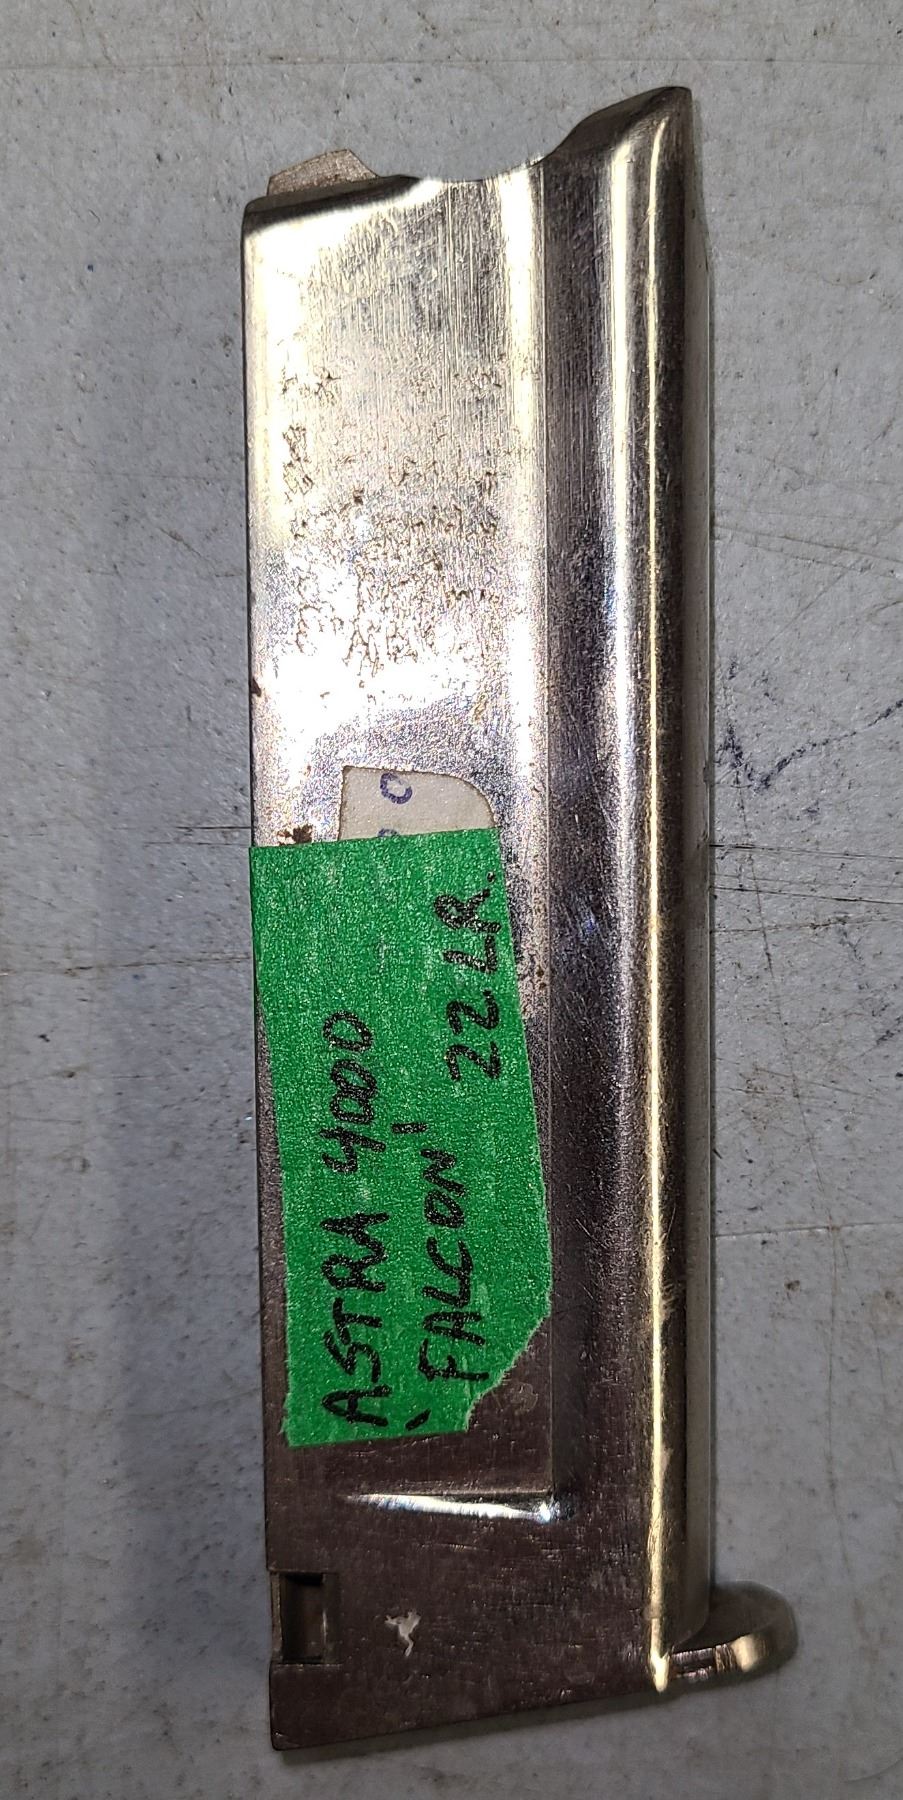 ASTRA 4000
'FALCON' 22 LR.